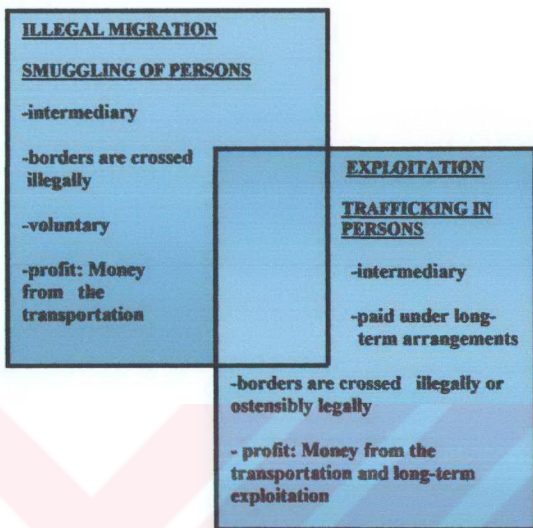 ILLEGAL MIGRATION
SMUGGLING OF PERSONS
-intermediary
-borders are crossed
illegally
-voluntary
-profit: Money
from the
transportation
EXPLOITATION
TRAFFICKING IN
PERSONS
-intermediary
-paid under long-
term arrangements
-borders are crossed illegally or
ostensibly legally
- profit: Money from the
transportation and long-term
exploitation